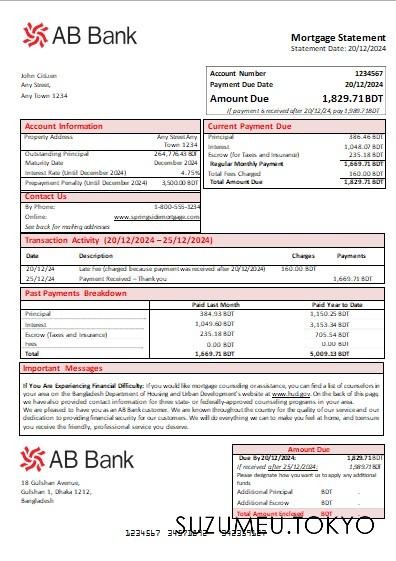 AB Bank
Mortgage Statement
Statement Date: 20/12/2024
John Citizen
Any Street,
Any Town 1234
Account Number 1234567
Payment Due Date 20/12/2024
Amount Due 1,829.71BDT
If payment is received after 20/12/24, pay 1,989.71BDT
Account Information
Property Address Any Street Any
Town 1234
Outstanding Principal 264,776.43 BDT
Maturity Date December 2024
Interest Rate (Until December 2024) 4.75%
Prepayment Penalty (Until December 2024) 3,500.00 BDT
Contact Us
By Phone: 1-800-555-1234
Online: www.springsidemortgage.com
See back for mailing addresses
Current Payment Due
Principal 386.46 BDT
Interest 1,048.07 BDT
Escrow (for Taxes and Insurance) 235.18 BDT
Regular Monthly Payment 1,669.71 BDT
Total Fees Charged 160.00 BDT
Total Amount Due 1,829.71 BDT
Transaction Activity (20/12/2024 – 25/12/2024)
Date Description Charges Payments
20/12/24 Late Fee (charged because payment was received after 20/12/2024) 160.00 BDT
25/12/24 Payment Received – Thank you 1,669.71 BDT
Past Payments Breakdown
Paid Last Month Paid Year to Date
Principal 384.93 BDT 1,150.25 BDT
Interest 1,049.60 BDT 3,153.34 BDT
Escrow (Taxes and Insurance) 235.18 BDT 705.54 BDT
Fees 0.00 BDT 0.00 BDT
Total 1,669.71 BDT 5,009.13 BDT
Important Messages
If You Are Experiencing Financial Difficulty: If you would like mortgage counseling or assistance, you can find a list of counselors in
your area on the Bangladesh Department of Housing and Urban Development's website at www.hud.gov. On the back of this page,
we have also provided contact information for three state- or federally-approved counseling programs in your area.
We are pleased to have you as an AB Bank customer. We are known throughout the country for the quality of our service and our
dedication to providing financial security for our customers. We will do everything we can to make you feel at home, and to ensure
you receive the friendly, professional service you deserve.
AB Bank
18 Gulshan Avenue,
Gulshan 1, Dhaka 1212,
Bangladesh
Amount Due
Due By 20/12/2024: 1,829.71 BDT
If received after 25/12/2024: 1,989.71BDT
Please designate how you want us to apply any additional
funds
Additional Principal BDT .
Additional Escrow BDT .
Total Amount Enclosed BDT .
SUZUMEU.TOKYO